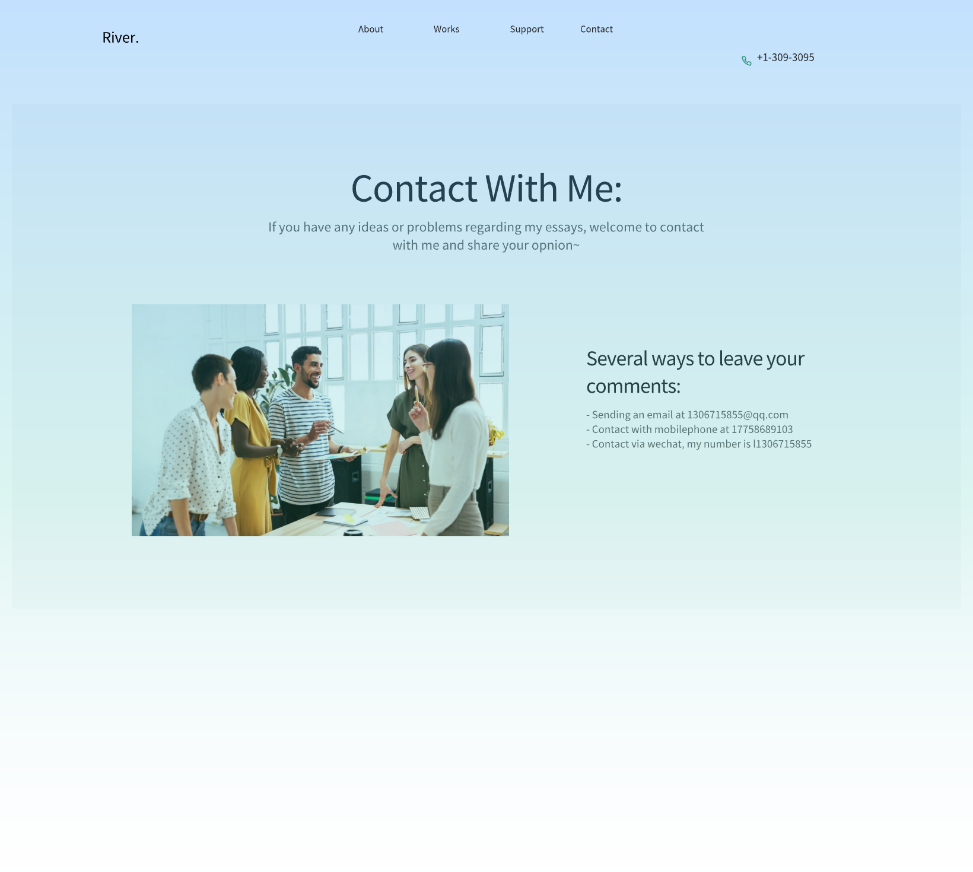 River.
About
Works
Support
Contact
+1-309-3095
Contact With Me:
If you have any ideas or problems regarding my essays, welcome to contact
with me and share your opnion~
Several ways to leave your
comments:
- Sending an email at 1306715855@qq.com
- Contact with mobilephone at 17758689103
- Contact via wechat, my number is l1306715855